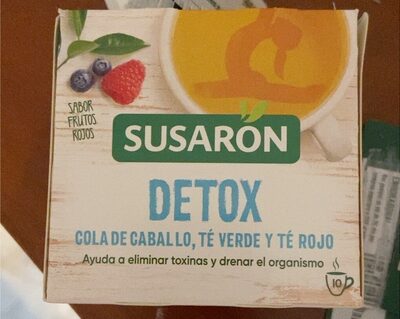 SABOR
FRUTOS
ROJOS
SUSARÓN
DETOX
COLA DE CABALLO, TÉ VERDE Y TÉ ROJO
Ayuda a eliminar toxinas y drenar el organismo
10